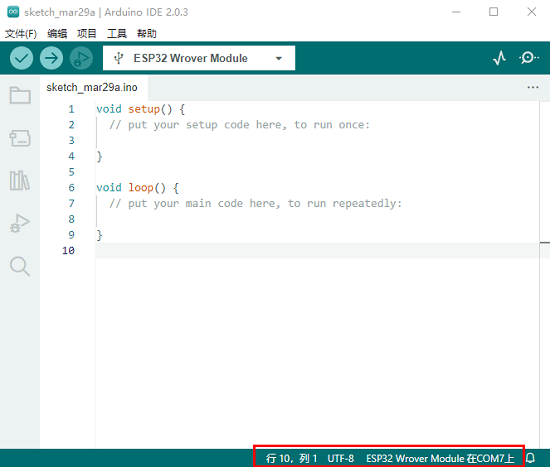 sketch_mar29a | Arduino IDE 2.0.3
文件(F) 编辑 项目 工具 帮助
ESP32 Wrover Module
sketch_mar29a.ino
1 void setup() {
2 // put your setup code here, to run once:
3
4 }
5
6 void loop() {
7 // put your main code here, to run repeatedly:
8
9 }
10
行 10，列 1 UTF-8 ESP32 Wrover Module 在COM7上